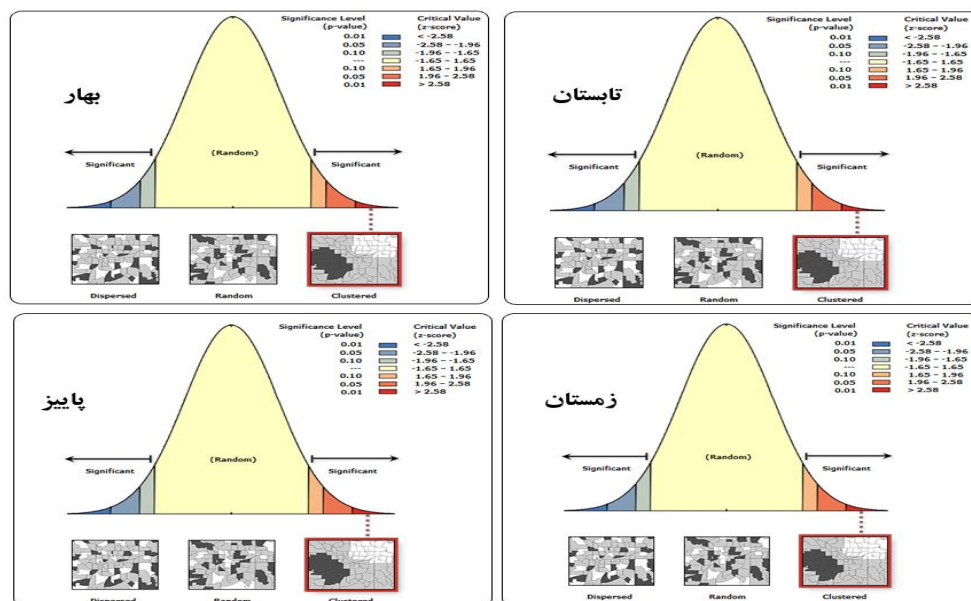 Significance Level (p-value) Critical Value (z-score)
0.01 < -2.58
0.05 -2.58 – -1.96
0.10 -1.96 – -1.65
--- -1.65 – 1.65
0.10 1.65 – 1.96
0.05 1.96 – 2.58
0.01 > 2.58
بهار
(Random)
Significant Significant
Dispersed Random Clustered
Significance Level (p-value) Critical Value (z-score)
0.01 < -2.58
0.05 -2.58 – -1.96
0.10 -1.96 – -1.65
--- -1.65 – 1.65
0.10 1.65 – 1.96
0.05 1.96 – 2.58
0.01 > 2.58
تابستان
(Random)
Significant Significant
Dispersed Random Clustered
Significance Level (p-value) Critical Value (z-score)
0.01 < -2.58
0.05 -2.58 – -1.96
0.10 -1.96 – -1.65
--- -1.65 – 1.65
0.10 1.65 – 1.96
0.05 1.96 – 2.58
0.01 > 2.58
پاییز
(Random)
Significant Significant
Dispersed Random Clustered
Significance Level (p-value) Critical Value (z-score)
0.01 < -2.58
0.05 -2.58 – -1.96
0.10 -1.96 – -1.65
--- -1.65 – 1.65
0.10 1.65 – 1.96
0.05 1.96 – 2.58
0.01 > 2.58
زمستان
(Random)
Significant Significant
Dispersed Random Clustered